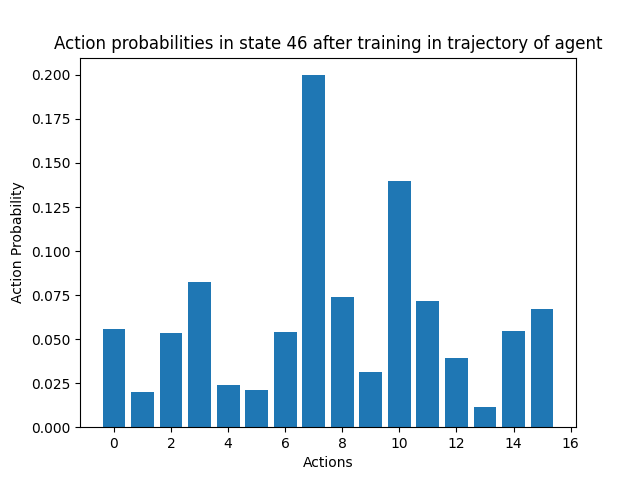 Action probabilities in state 46 after training in trajectory of agent
0.200
0.175
0.150
0.125
0.100
0.075
0.050
0.025
0.000
Action Probability
0 2 4 6 8 10 12 14 16
Actions